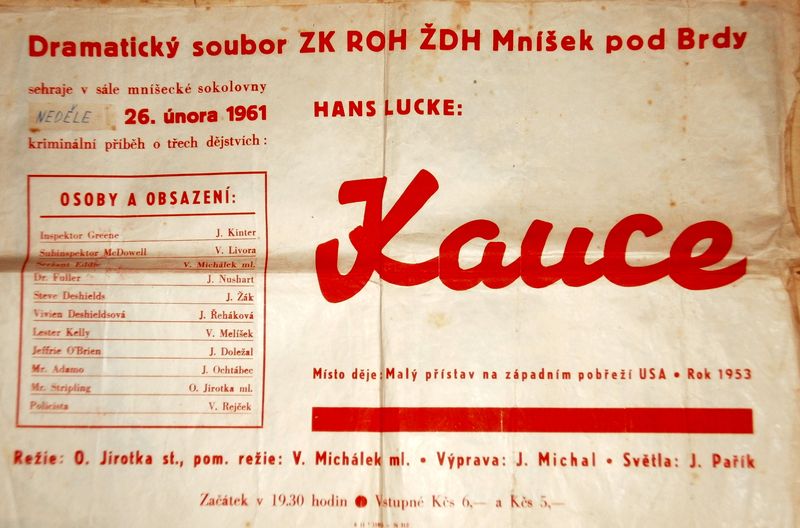 Dramatický soubor ZK ROH ŽDH Mníšek pod Brdy
sehraje v sále mníšecké sokolovny
NEDĚLE 26. února 1961
kriminální příběh o třech dějstvích:
HANS LUCKE:
Kauce
OSOBY A OBSAZENÍ:
Inspektor Greene J. Kinter
Subinspektor McDowell V. Livora
Seržant Eddie V. Michálek ml.
Dr. Fuller J. Nushart
Steve Deshields J. Žák
Vivien Deshieldsová J. Řeháková
Lester Kelly V. Melíšek
Jeffrie O'Brien J. Doležal
Mr. Adamo J. Ochtábec
Mr. Stripling O. Jirotka ml.
Policista V. Rejček
Místo děje: Malý přístav na západním pobřeží USA • Rok 1953
Režie: O. Jirotka st., pom. režie: V. Michálek ml. • Výprava: J. Michal • Světla: J. Pařík
Začátek v 19.30 hodin ● Vstupné Kčs 6,— a Kčs 5,—